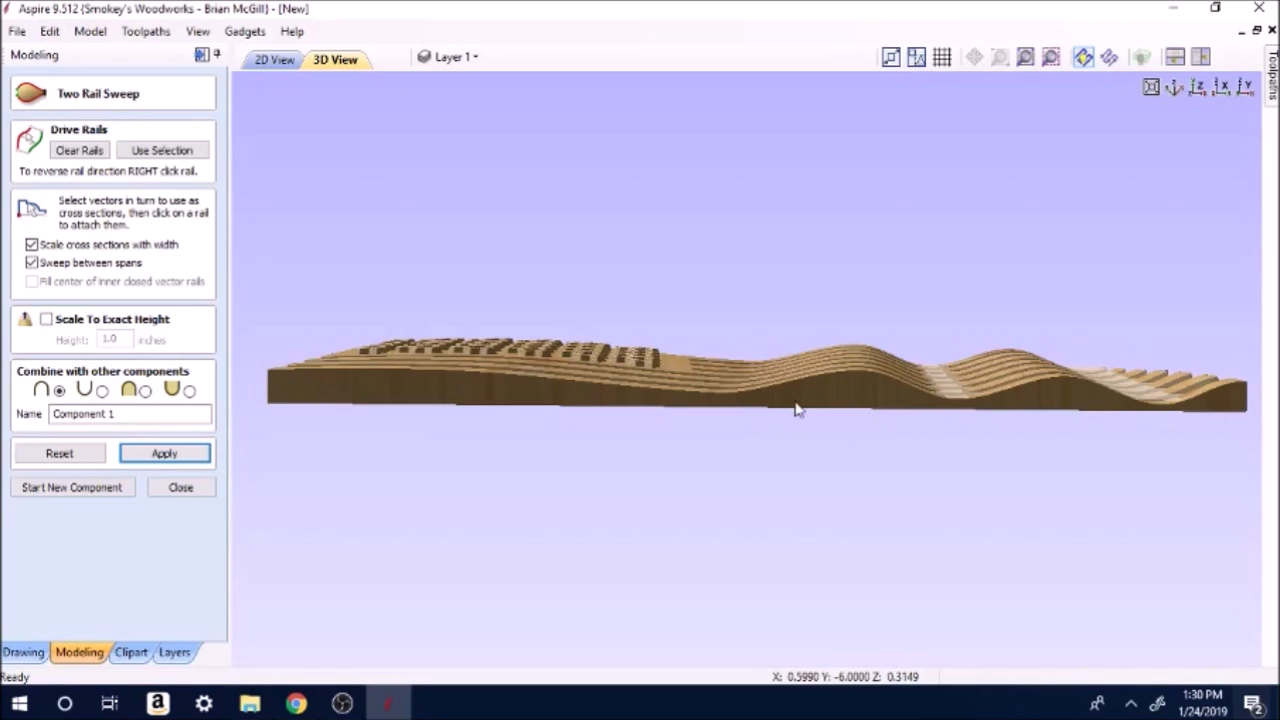 Aspire 9.512 {Smokey's Woodworks - Brian McGill} - [New]
File Edit Model Toolpaths View Gadgets Help
Modeling
2D View 3D View Layer 1
Toolpaths
Z X Y
Two Rail Sweep
Drive Rails
Clear Rails Use Selection
To reverse rail direction RIGHT click rail.
Select vectors in turn to use as
cross sections, then click on a rail
to attach them.
Scale cross sections with width
Sweep between spans
Fill center of inner closed vector rails
Scale To Exact Height
Height: 1.0 inches
Combine with other components
Name Component 1
Reset Apply
Start New Component Close
Drawing Modeling Clipart Layers
Ready X: 0.5990 Y: -6.0000 Z: 0.3149
1:30 PM
1/24/2019
2